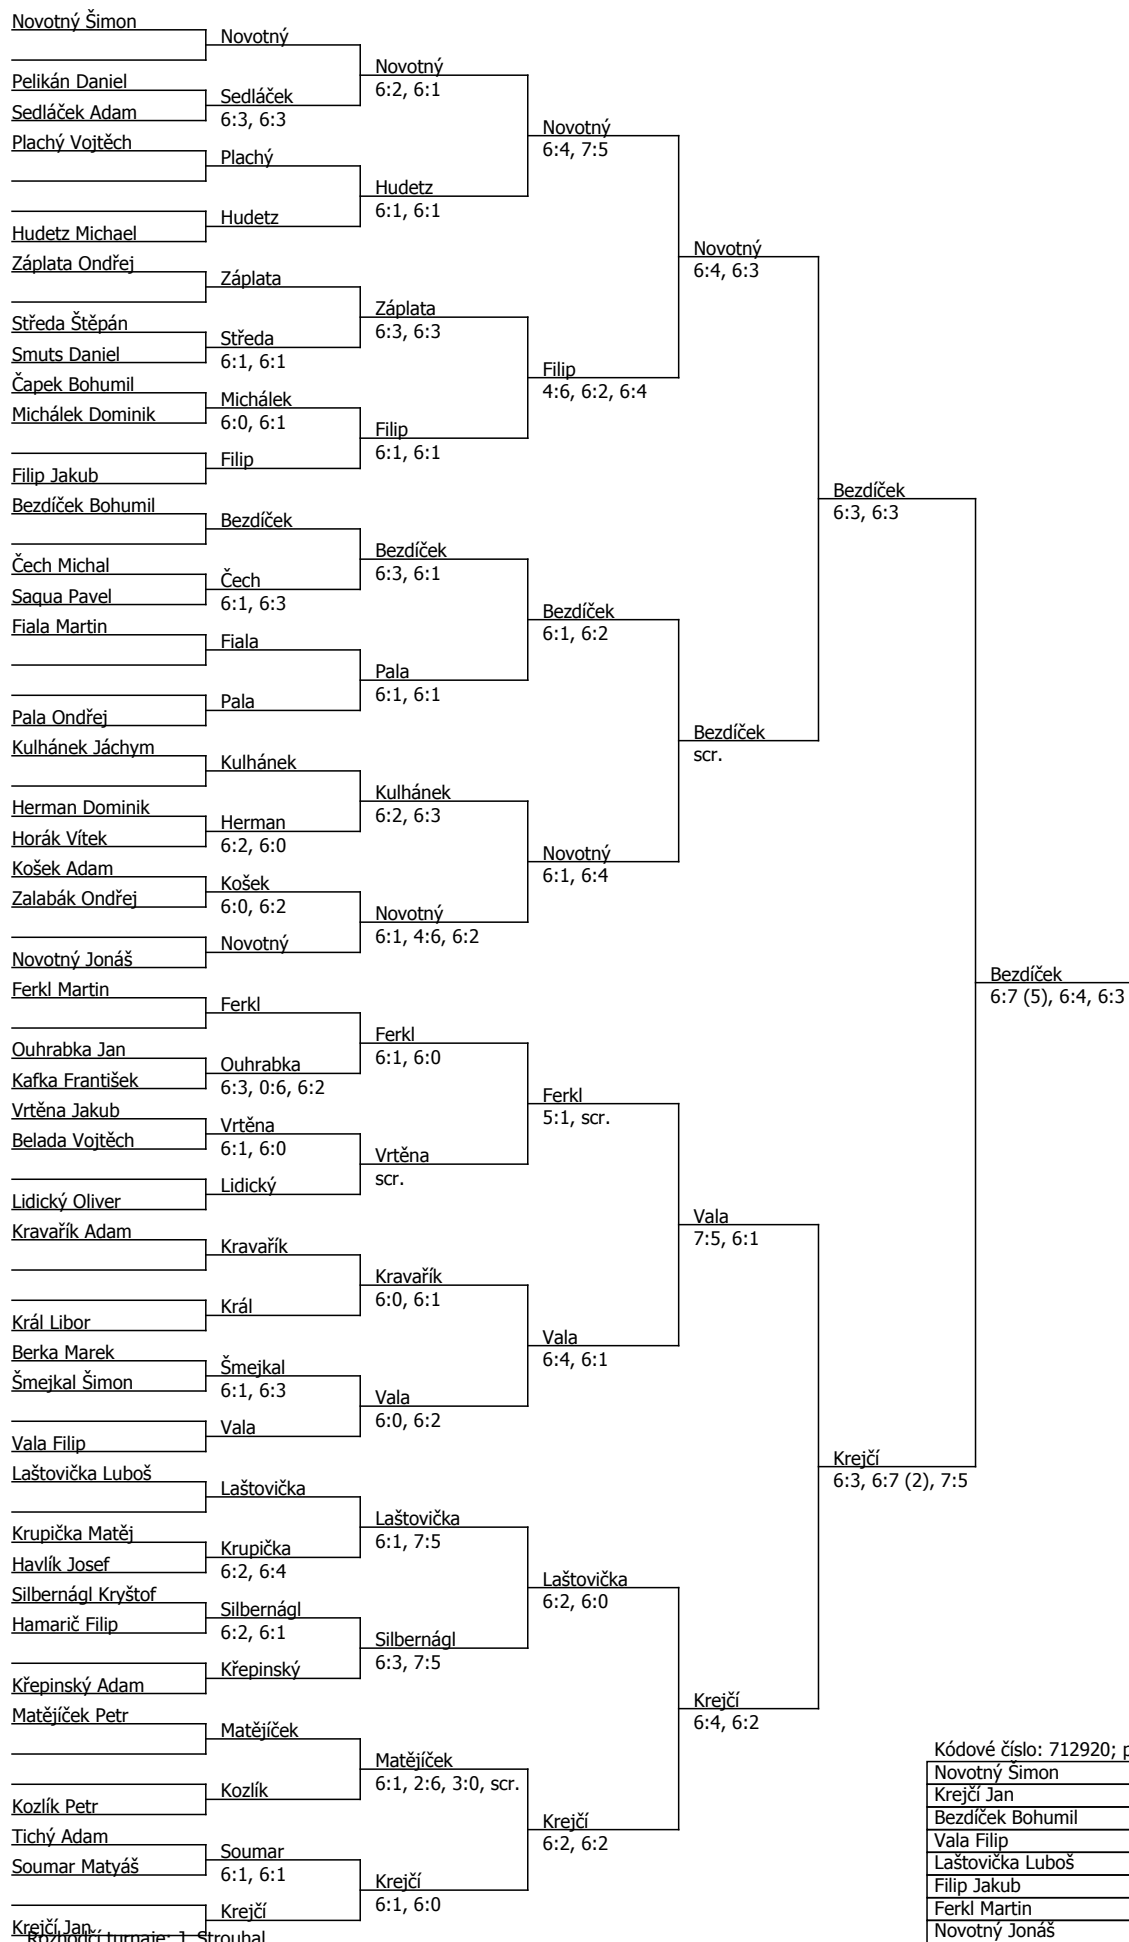 Novotný Šimon
Novotný
Novotný
6:2, 6:1
Pelikán Daniel
Sedláček
6:3, 6:3
Sedláček Adam
Novotný
6:4, 7:5
Plachý Vojtěch
Plachý
Hudetz
6:1, 6:1
Hudetz
Hudetz Michael
Novotný
6:4, 6:3
Záplata Ondřej
Záplata
Záplata
6:3, 6:3
Středa Štěpán
Středa
6:1, 6:1
Smuts Daniel
Filip
4:6, 6:2, 6:4
Čapek Bohumil
Michálek
6:0, 6:1
Michálek Dominik
Filip
6:1, 6:1
Filip
Filip Jakub
Bezdíček
6:3, 6:3
Bezdíček Bohumil
Bezdíček
Bezdíček
6:3, 6:1
Čech Michal
Čech
6:1, 6:3
Saqua Pavel
Bezdíček
6:1, 6:2
Fiala Martin
Fiala
Pala
6:1, 6:1
Pala
Pala Ondřej
Bezdíček
scr.
Kulhánek Jáchym
Kulhánek
Kulhánek
6:2, 6:3
Herman Dominik
Herman
6:2, 6:0
Horák Vítek
Novotný
6:1, 6:4
Košek Adam
Košek
6:0, 6:2
Zalabák Ondřej
Novotný
6:1, 4:6, 6:2
Novotný
Novotný Jonáš
Bezdíček
6:7 (5), 6:4, 6:3
Ferkl Martin
Ferkl
Ferkl
6:1, 6:0
Ouhrabka Jan
Ouhrabka
6:3, 0:6, 6:2
Kafka František
Ferkl
5:1, scr.
Vrtěna Jakub
Vrtěna
6:1, 6:0
Belada Vojtěch
Vrtěna
scr.
Lidický
Lidický Oliver
Vala
7:5, 6:1
Kravařík Adam
Kravařík
Kravařík
6:0, 6:1
Král
Král Libor
Vala
6:4, 6:1
Berka Marek
Šmejkal
6:1, 6:3
Šmejkal Šimon
Vala
6:0, 6:2
Vala
Vala Filip
Krejčí
6:3, 6:7 (2), 7:5
Laštovička Luboš
Laštovička
Laštovička
6:1, 7:5
Krupička Matěj
Krupička
6:2, 6:4
Havlík Josef
Laštovička
6:2, 6:0
Silbernágl Kryštof
Silbernágl
6:2, 6:1
Hamarič Filip
Silbernágl
6:3, 7:5
Křepinský
Křepinský Adam
Krejčí
6:4, 6:2
Matějíček Petr
Matějíček
Matějíček
6:1, 2:6, 3:0, scr.
Kozlík
Kozlík Petr
Krejčí
6:2, 6:2
Tichý Adam
Soumar
6:1, 6:1
Soumar Matyáš
Krejčí
6:1, 6:0
Krejčí
Krejčí Jan
Rozhodčí turnaje: J. Strouhal
Kódové číslo: 712920; p
Novotný Šimon
Krejčí Jan
Bezdíček Bohumil
Vala Filip
Laštovička Luboš
Filip Jakub
Ferkl Martin
Novotný Jonáš